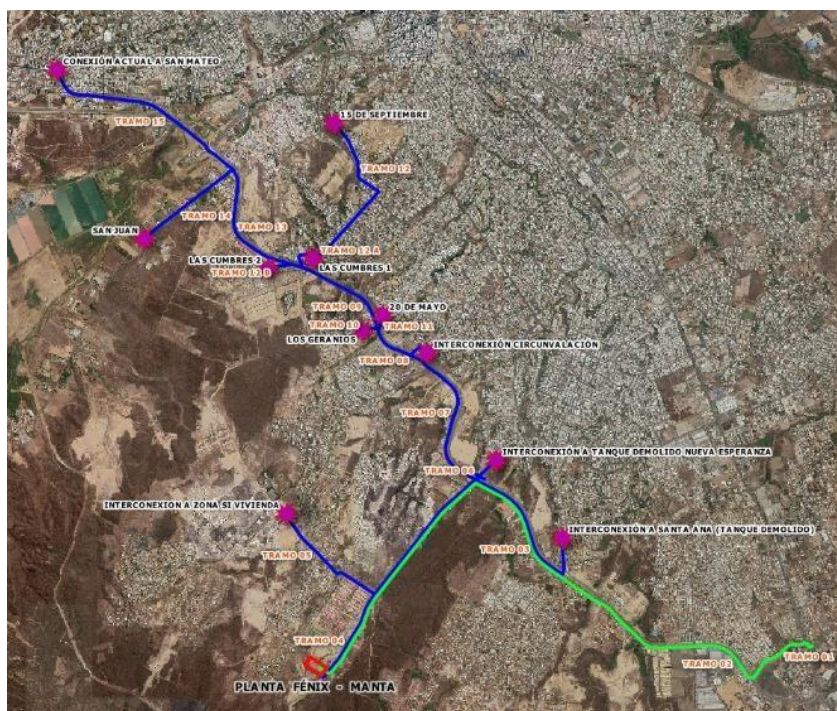 CONEXIÓN ACTUAL A SAN MATEO
15 DE SEPTIEMBRE
TRAMO 15
TRAMO 12
TRAMO 14
SAN JUAN
TRAMO 13
TRAMO 12 A
LAS CUMBRES 2
LAS CUMBRES 1
TRAMO 12 B
TRAMO 09
20 DE MAYO
TRAMO 10
TRAMO 11
LOS GERANIOS
INTERCONEXIÓN CIRCUNVALACIÓN
TRAMO 08
TRAMO 07
INTERCONEXIÓN A TANQUE DEMOLIDO NUEVA ESPERANZA
TRAMO 06
INTERCONEXIÓN A ZONA SI VIVIENDA
INTERCONEXIÓN A SANTA ANA (TANQUE DEMOLIDO)
TRAMO 05
TRAMO 03
TRAMO 04
TRAMO 01
TRAMO 02
PLANTA FÉNIX - MANTA